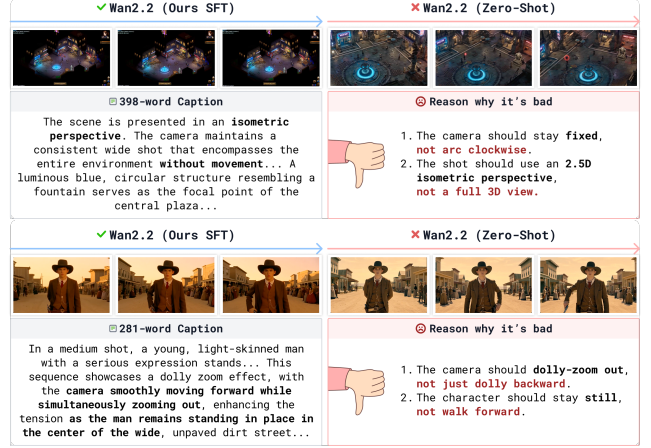 Wan2.2 (Ours SFT)
Wan2.2 (Zero-Shot)
398-word Caption
The scene is presented in an isometric
perspective. The camera maintains a
consistent wide shot that encompasses the
entire environment without movement... A
luminous blue, circular structure resembling a
fountain serves as the focal point of the
central plaza...
Reason why it's bad
1. The camera should stay fixed,
not arc clockwise.
2. The shot should use an 2.5D
isometric perspective,
not a full 3D view.
Wan2.2 (Ours SFT)
Wan2.2 (Zero-Shot)
281-word Caption
In a medium shot, a young, light-skinned man
with a serious expression stands... This
sequence showcases a dolly zoom effect, with
the camera smoothly moving forward while
simultaneously zooming out, enhancing the
tension as the man remains standing in place in
the center of the wide, unpaved dirt street...
Reason why it's bad
1. The camera should dolly-zoom out,
not just dolly backward.
2. The character should stay still,
not walk forward.